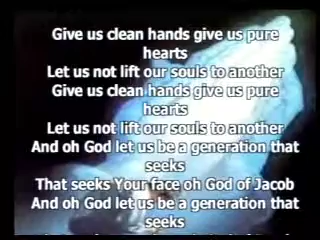 Give us clean hands give us pure
hearts
Let us not lift our souls to another
Give us clean hands give us pure
hearts
Let us not lift our souls to another
And oh God let us be a generation that
seeks
That seeks Your face oh God of Jacob
And oh God let us be a generation that
seeks